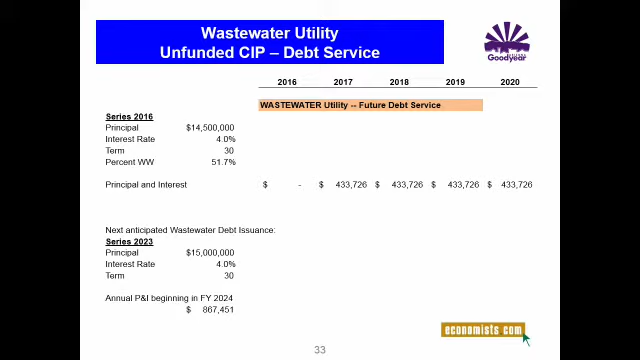 Wastewater Utility
Unfunded CIP – Debt Service
Goodyear
2016 2017 2018 2019 2020
WASTEWATER Utility -- Future Debt Service
Series 2016
Principal $14,500,000
Interest Rate 4.0%
Term 30
Percent WW 51.7%
Principal and Interest $ - $ 433,726 $ 433,726 $ 433,726 $ 433,726
Next anticipated Wastewater Debt Issuance:
Series 2023
Principal $15,000,000
Interest Rate 4.0%
Term 30
Annual P&I beginning in FY 2024
$ 867,451
economists.com
33